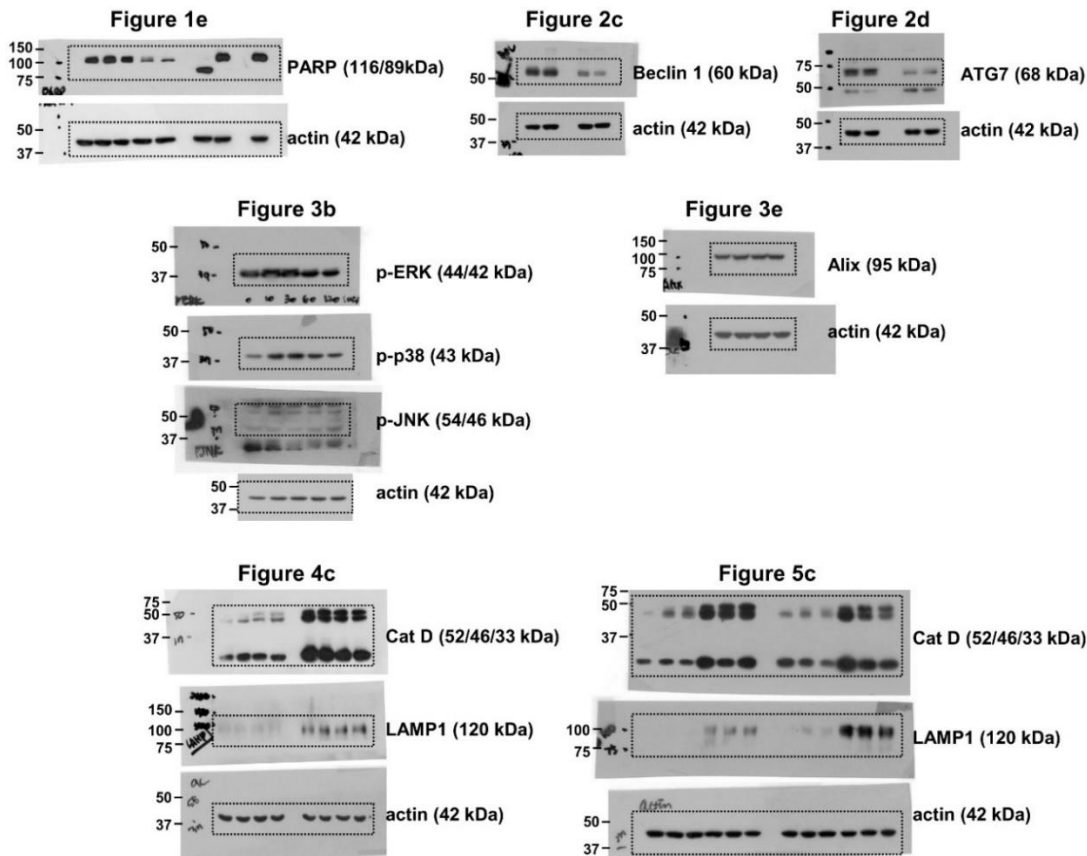 Figure 1e
150
100
75
PARP (116/89kDa)
50
37
actin (42 kDa)
Figure 2c
50
Beclin 1 (60 kDa)
50
37
actin (42 kDa)
Figure 2d
75
50
ATG7 (68 kDa)
50
37
actin (42 kDa)
Figure 3b
50
37
p-ERK (44/42 kDa)
0 10 30 60 120
50
37
p-p38 (43 kDa)
50
37
p-JNK (54/46 kDa)
50
37
actin (42 kDa)
Figure 3e
150
100
75
Alix (95 kDa)
50
37
actin (42 kDa)
Figure 4c
75
50
37
Cat D (52/46/33 kDa)
150
100
75
LAMP1 (120 kDa)
50
37
actin (42 kDa)
Figure 5c
75
50
37
Cat D (52/46/33 kDa)
100
75
LAMP1 (120 kDa)
actin
50
37
actin (42 kDa)